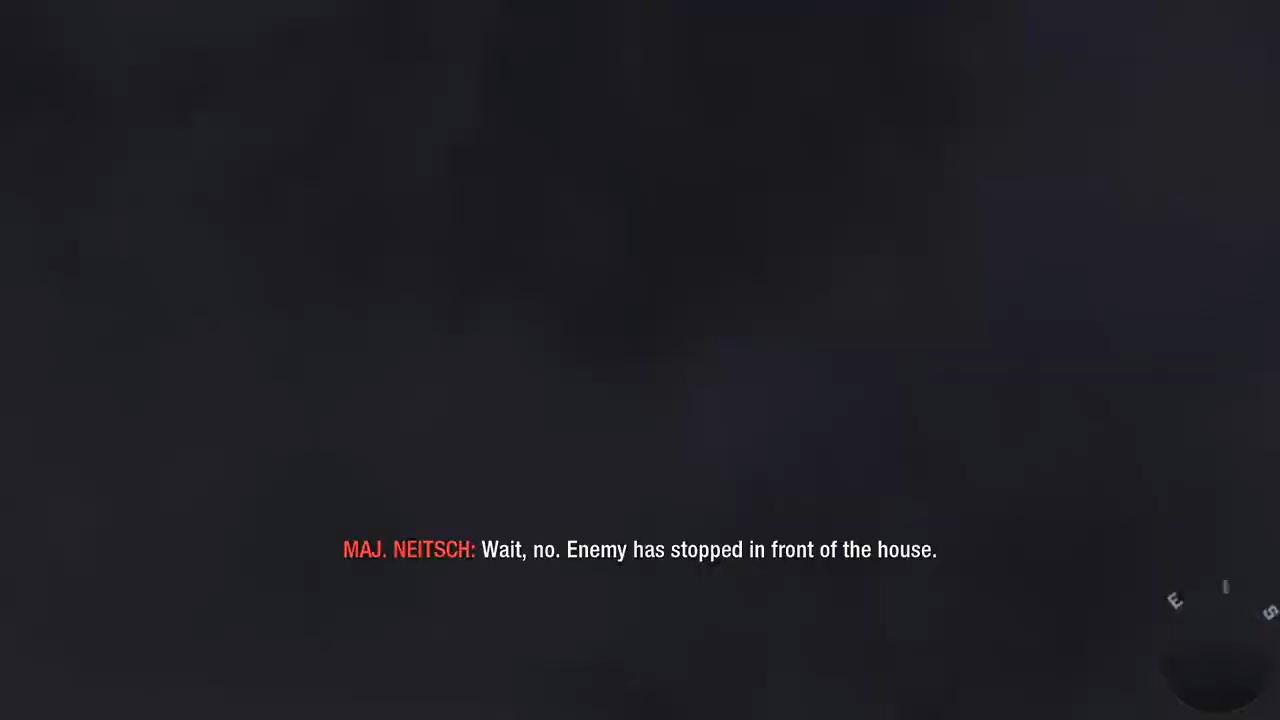 MAJ. NEITSCH: Wait, no. Enemy has stopped in front of the house.
E
S